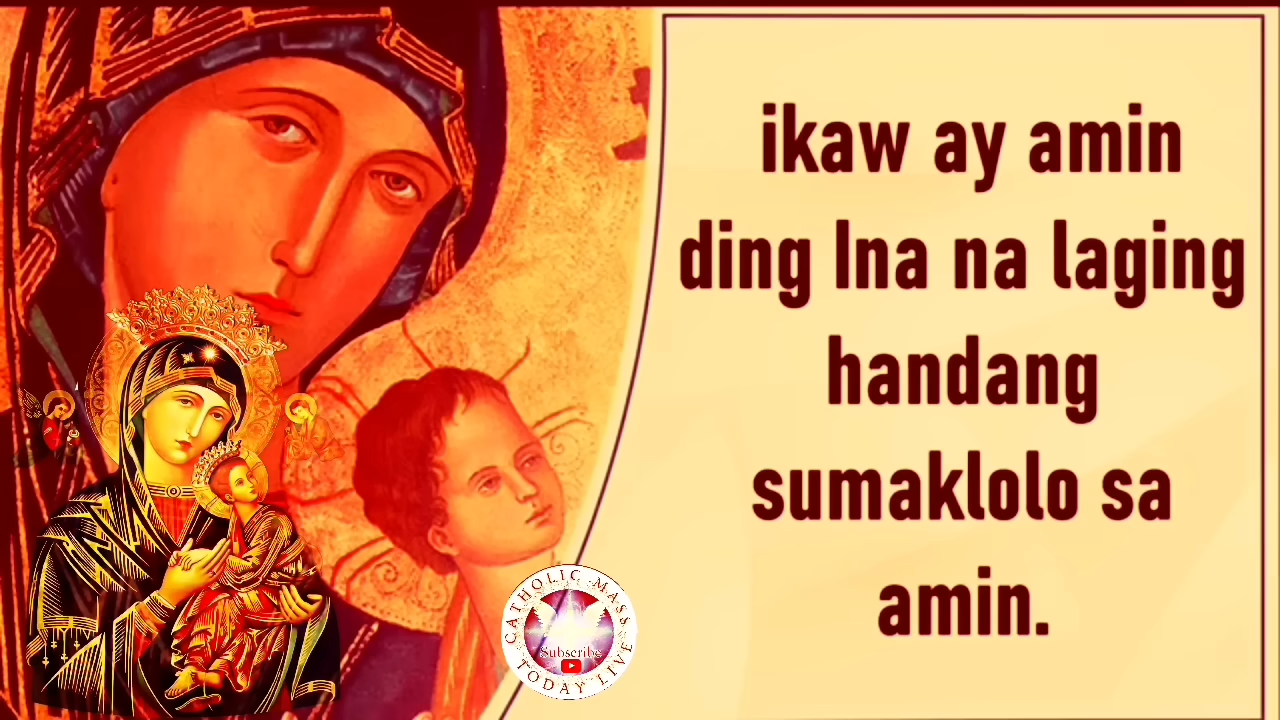 ikaw ay amin
ding Ina na laging
handang
sumaklolo sa
amin.
CATHOLIC MASS
TODAY LIVE
Subscribe